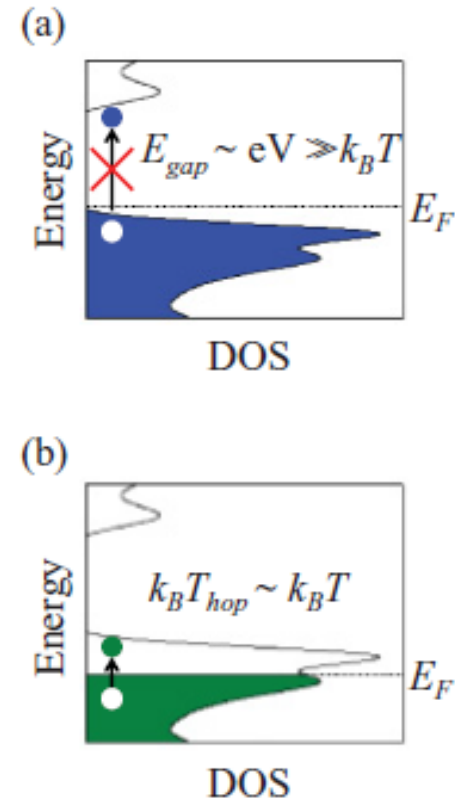 (a)
Energy
E_gap ~ eV ≫ k_BT
E_F
DOS
(b)
Energy
k_BT_hop ~ k_BT
E_F
DOS